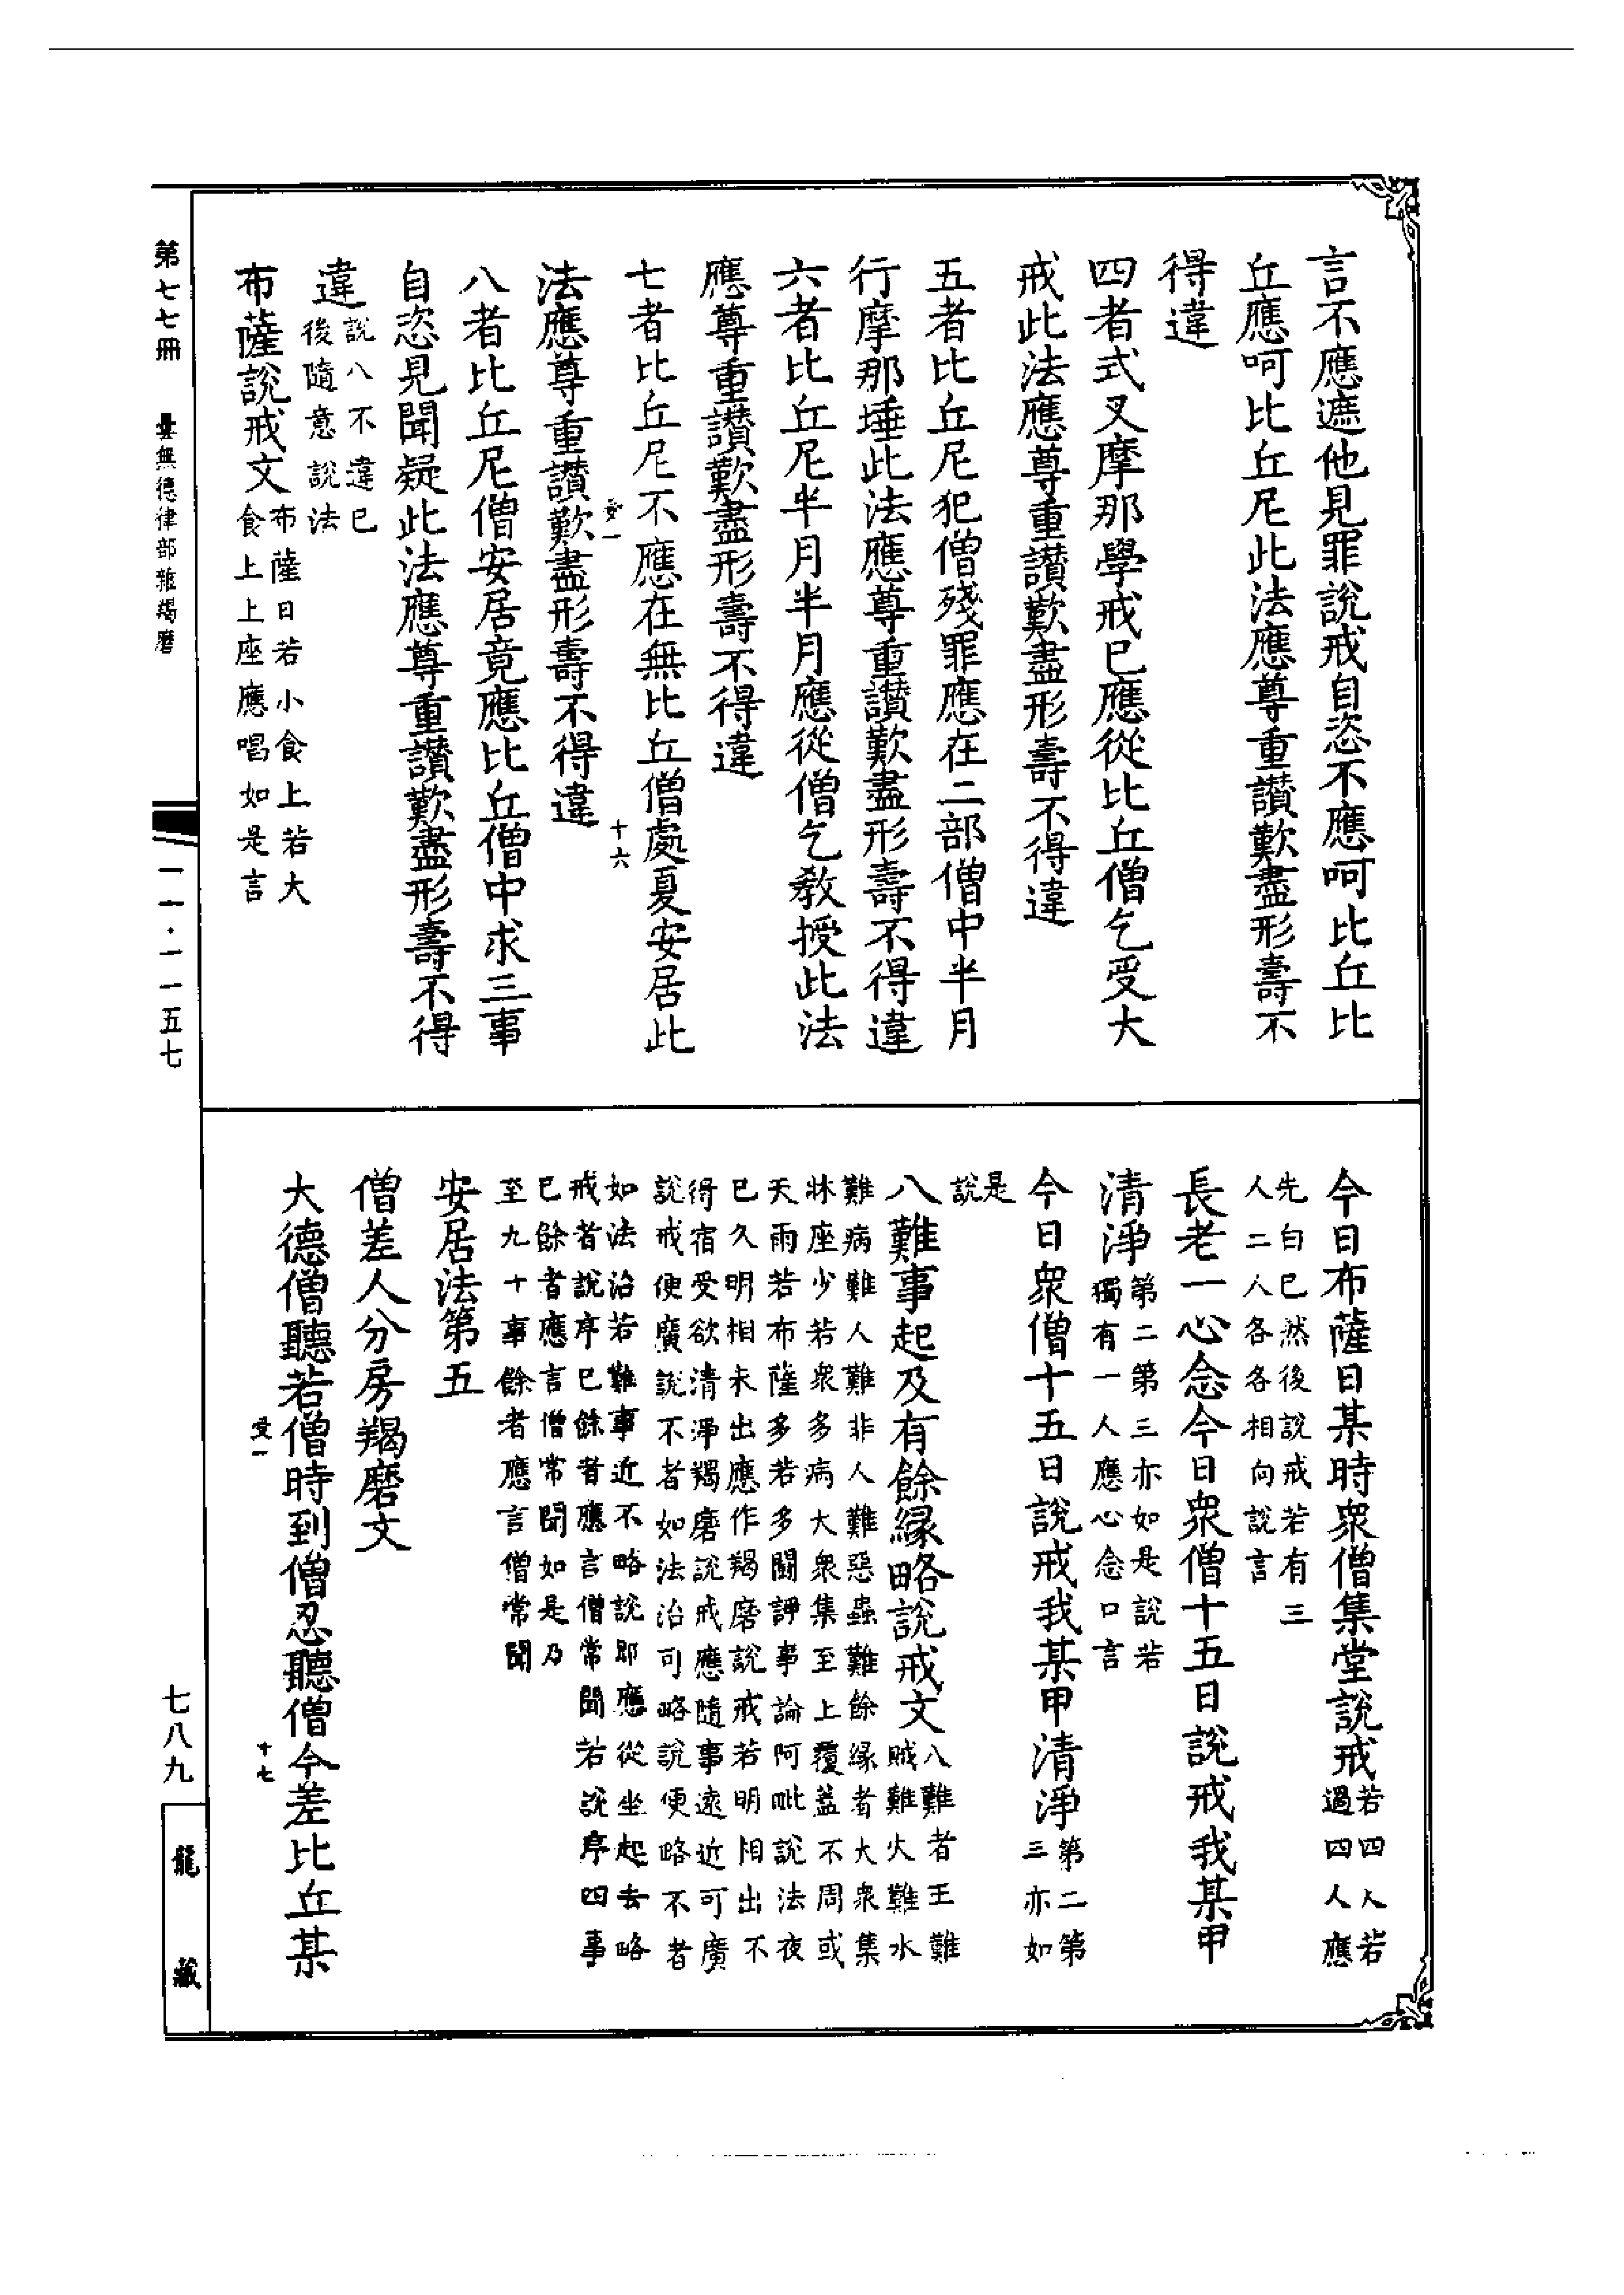 言不應遮他見罪說戒自恣不應呵比丘比
丘應呵比丘尼此法應尊重讚歎盡形壽不
得違
四者式叉摩那學戒已應從比丘僧乞受大
戒此法應尊重讚歎盡形壽不得違
五者比丘尼犯僧殘罪應在二部僧中半月
行摩那埵此法應尊重讚歎盡形壽不得違
六者比丘尼半月半月應從僧乞教授此法
應尊重讚歎盡形壽不得違
七者比丘尼不應在無比丘僧處夏安居此
受一
十六
法應尊重讚歎盡形壽不得違
八者比丘尼僧安居竟應比丘僧中求三事
自恣見聞疑此法應尊重讚歎盡形壽不得
違
說八不違已
後隨意說法
布薩說戒文
布薩日若小食上若大
食上上座應唱如是言
今日布薩日某時眾僧集堂說戒
若四人若
過四人應
先白已然後說戒若有三
人二人各各相向說言
長老一心念今日眾僧十五日說戒我某甲
清淨
第二第三亦如是說若
獨有一人應心念口言
今日眾僧十五日說戒我某甲清淨
第二第
三亦如
是
說
八難事起及有餘緣略說戒文
八難者王難
賊難火難水
難病難人難非人難惡蟲難餘緣者大眾集
牀座少若眾多病大眾集至上覆蓋不周或
天雨若布薩多若多鬪諍事論阿毗說法夜
已久明相未出應作羯磨說戒若明相出不
得宿受欲清淨羯磨說戒應隨事遠近可廣
說戒便廣說不者如法治可略說便略不者
如法治若難事近不略說即應從坐起去略
戒者說序已餘者應言僧常聞若說序四事
已餘者應言僧常聞如是乃
至九十事餘者應言僧常聞
安居法第五
僧差人分房羯磨文
大德僧聽若僧時到僧忍聽僧今差比丘某
受一
十七
第七七冊 曇無德律部雜羯磨
一一·一一五七
七八九
龍藏